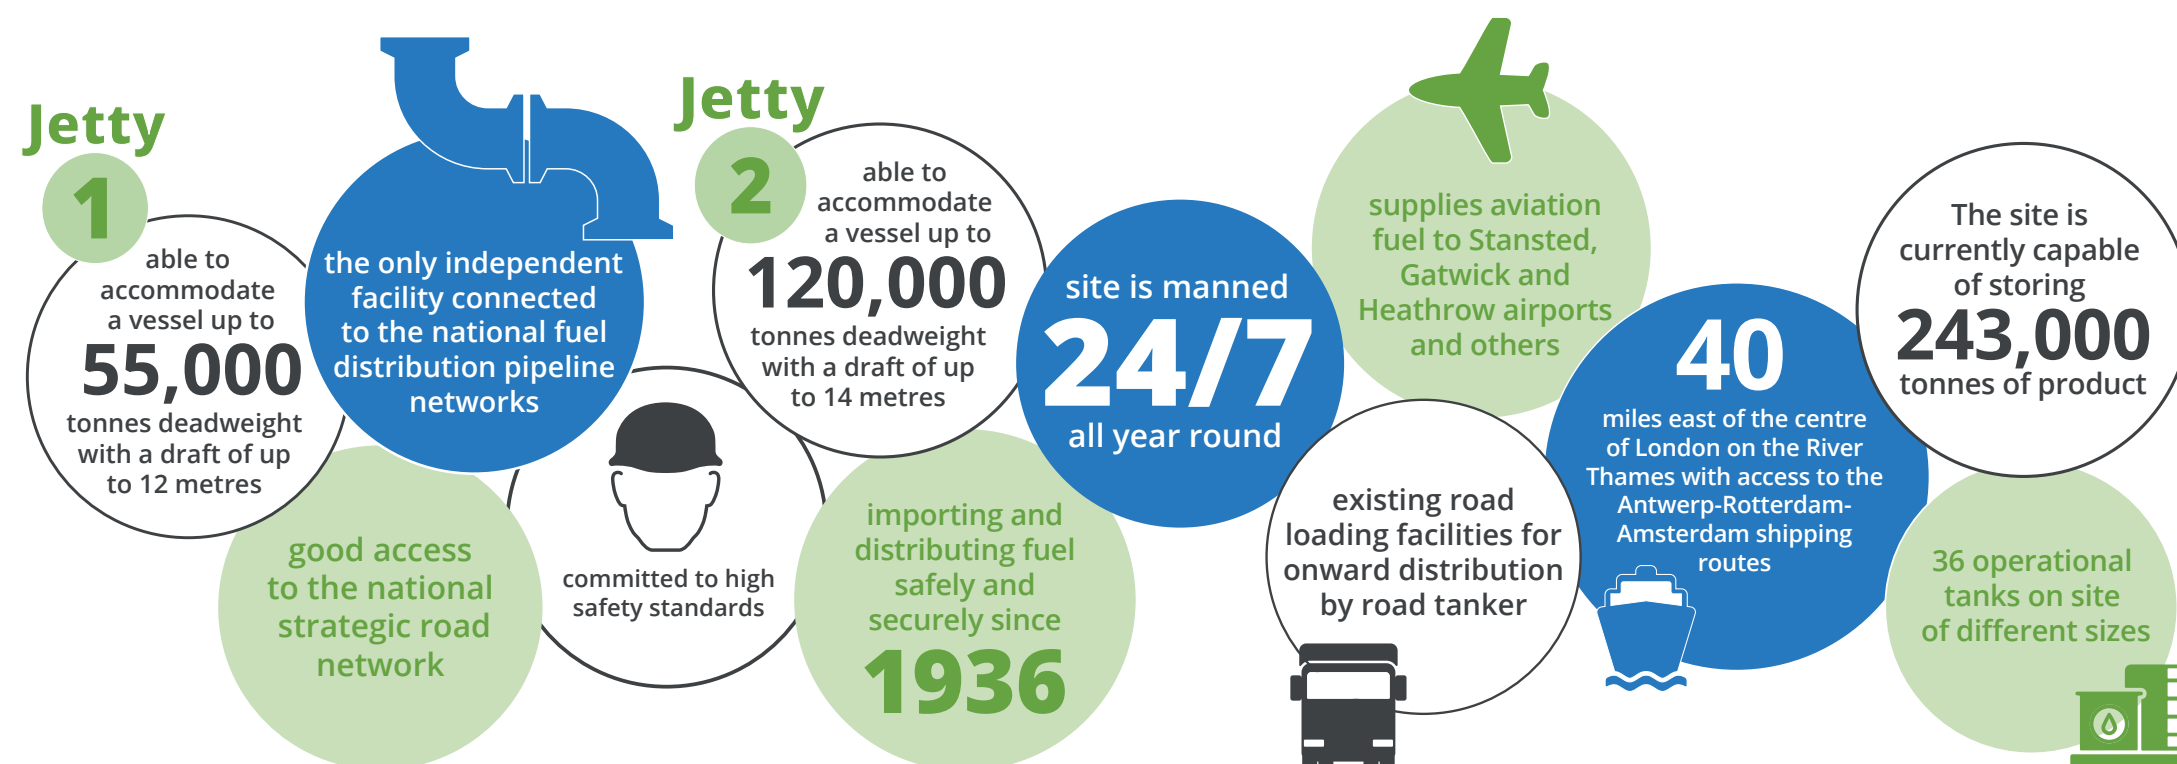 Jetty
1
able to
accommodate
a vessel up to
55,000
tonnes deadweight
with a draft of up
to 12 metres
the only independent
facility connected
to the national fuel
distribution pipeline
networks
good access
to the national
strategic road
network
committed to high
safety standards
Jetty
2
able to
accommodate
a vessel up to
120,000
tonnes deadweight
with a draft of up
to 14 metres
importing and
distributing fuel
safely and
securely since
1936
site is manned
24/7
all year round
supplies aviation
fuel to Stansted,
Gatwick and
Heathrow airports
and others
existing road
loading facilities for
onward distribution
by road tanker
40
miles east of the centre
of London on the River
Thames with access to the
Antwerp-Rotterdam-
Amsterdam shipping
routes
The site is
currently capable
of storing
243,000
tonnes of product
36 operational
tanks on site
of different sizes